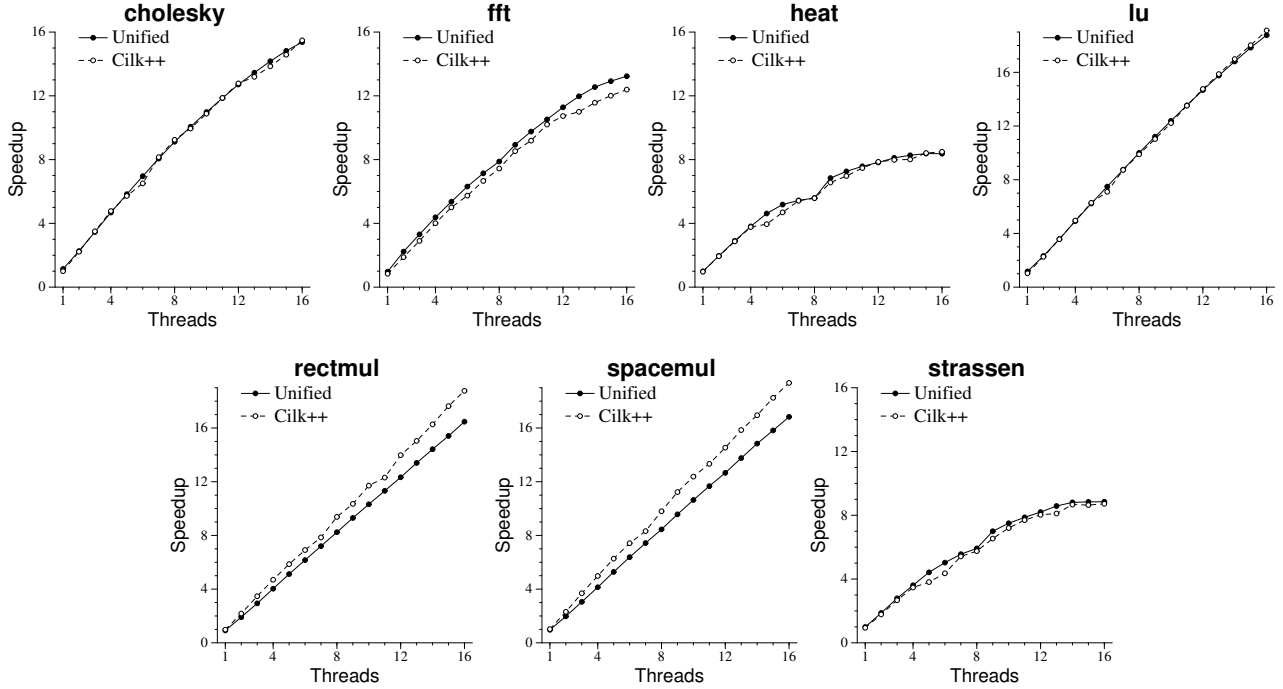 cholesky
Unified
Cilk++
16
12
8
4
0
Speedup
1 4 8 12 16
Threads
fft
Unified
Cilk++
16
12
8
4
0
Speedup
1 4 8 12 16
Threads
heat
Unified
Cilk++
16
12
8
4
0
Speedup
1 4 8 12 16
Threads
lu
Unified
Cilk++
16
12
8
4
0
Speedup
1 4 8 12 16
Threads
rectmul
Unified
Cilk++
16
12
8
4
0
Speedup
1 4 8 12 16
Threads
spacemul
Unified
Cilk++
16
12
8
4
0
Speedup
1 4 8 12 16
Threads
strassen
Unified
Cilk++
16
12
8
4
0
Speedup
1 4 8 12 16
Threads